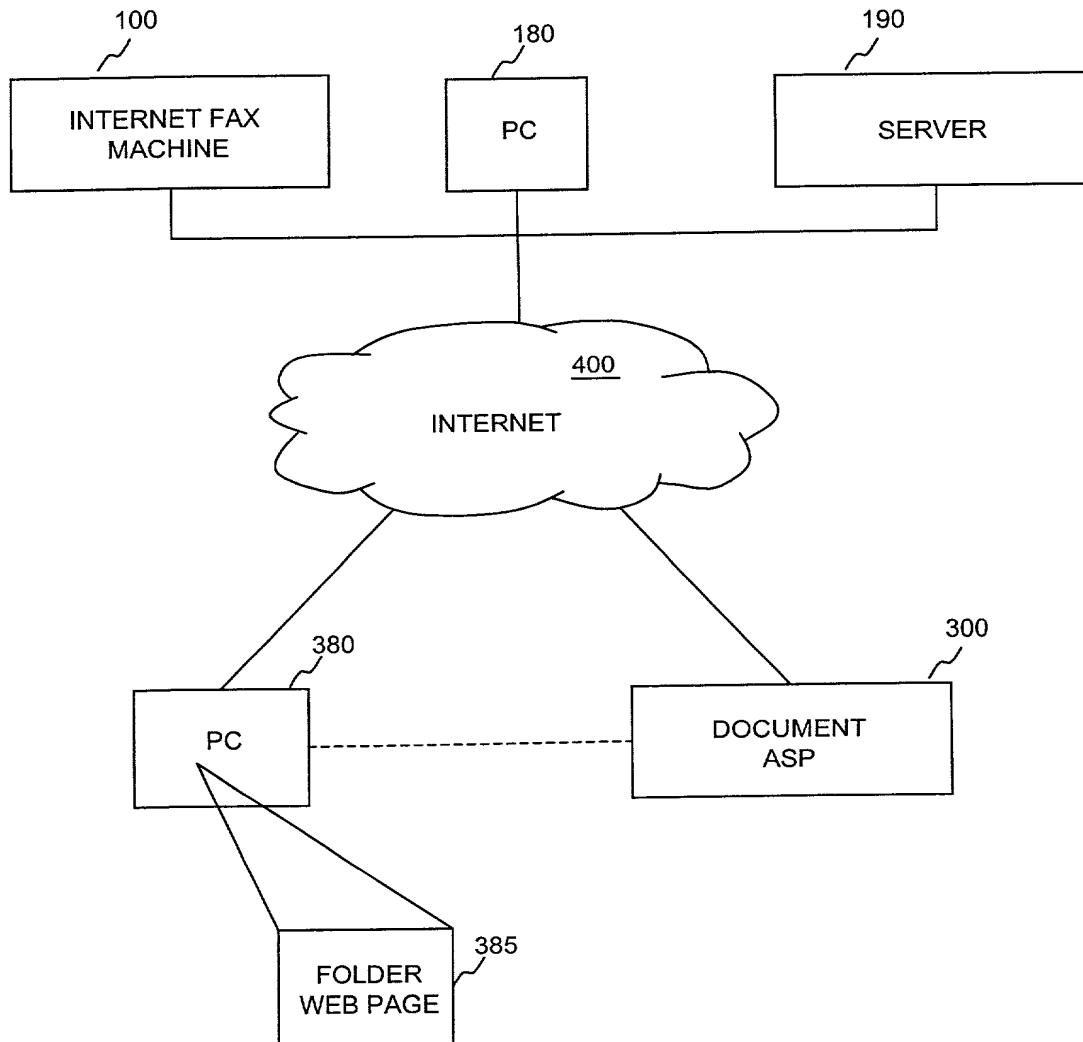 100
180
190
INTERNET FAX
MACHINE
PC
SERVER
400
INTERNET
380
300
PC
DOCUMENT
ASP
385
FOLDER
WEB PAGE